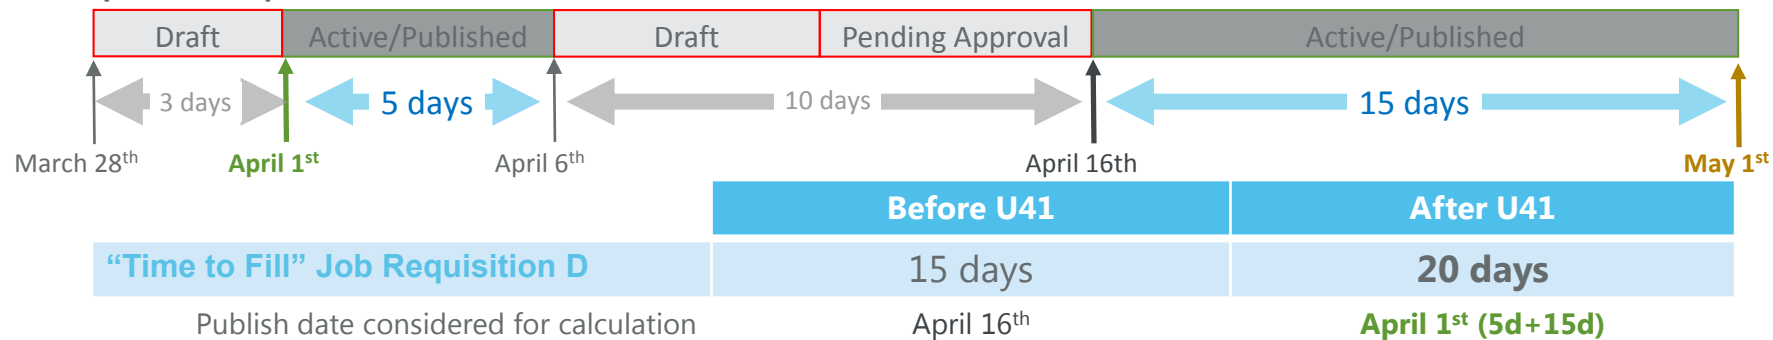 Draft Active/Published Draft Pending Approval Active/Published
3 days 5 days 10 days 15 days
March 28th April 1st April 6th April 16th May 1st
Before U41 After U41
“Time to Fill” Job Requisition D 15 days 20 days
Publish date considered for calculation April 16th April 1st (5d+15d)